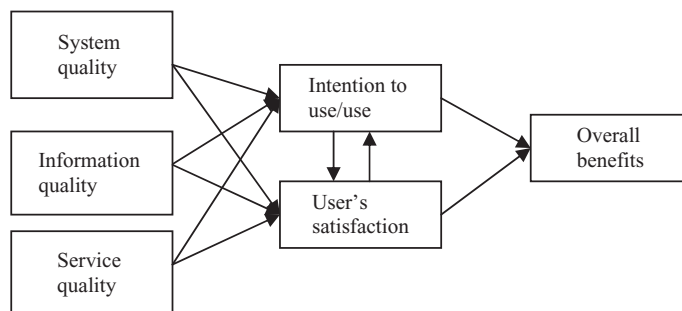 System
quality
Information
quality
Service
quality
Intention to
use/use
User's
satisfaction
Overall
benefits